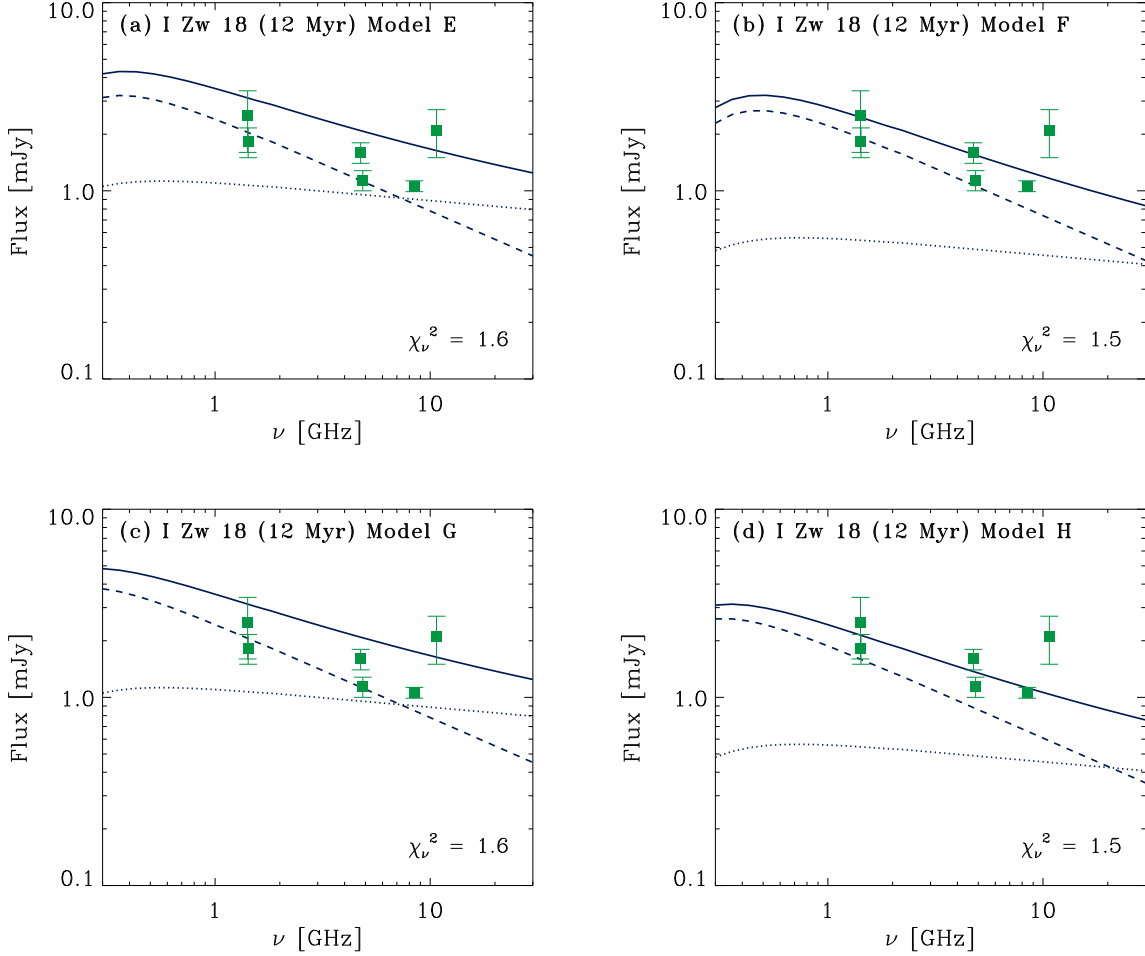 (a) I Zw 18 (12 Myr) Model E
10.0
1.0
0.1
Flux [mJy]
χν² = 1.6
1 10
ν [GHz]
(b) I Zw 18 (12 Myr) Model F
10.0
1.0
0.1
Flux [mJy]
χν² = 1.5
1 10
ν [GHz]
(c) I Zw 18 (12 Myr) Model G
10.0
1.0
0.1
Flux [mJy]
χν² = 1.6
1 10
ν [GHz]
(d) I Zw 18 (12 Myr) Model H
10.0
1.0
0.1
Flux [mJy]
χν² = 1.5
1 10
ν [GHz]